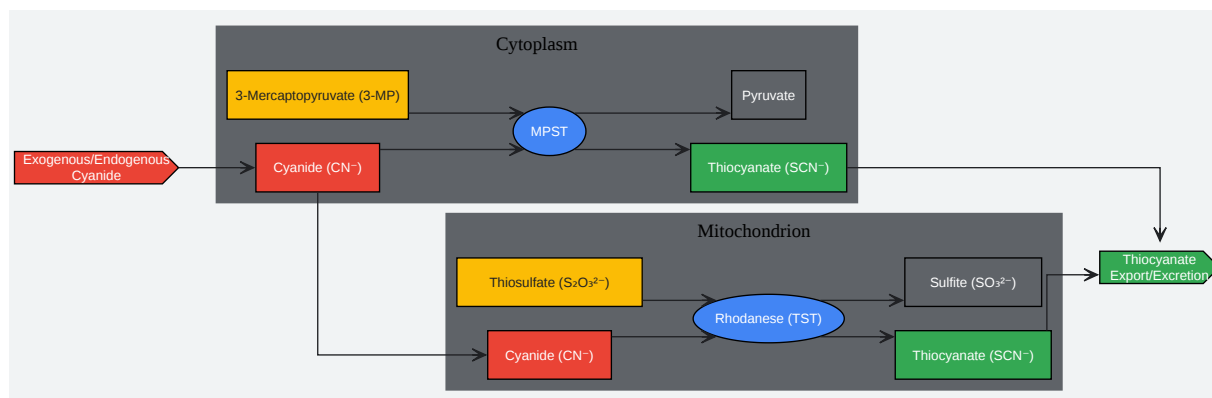 Cytoplasm
3-Mercaptopyruvate (3-MP)
Pyruvate
MPST
Exogenous/Endogenous
Cyanide
Cyanide (CN⁻)
Thiocyanate (SCN⁻)
Mitochondrion
Thiosulfate (S₂O₃²⁻)
Sulfite (SO₃²⁻)
Rhodanese (TST)
Cyanide (CN⁻)
Thiocyanate (SCN⁻)
Thiocyanate
Export/Excretion